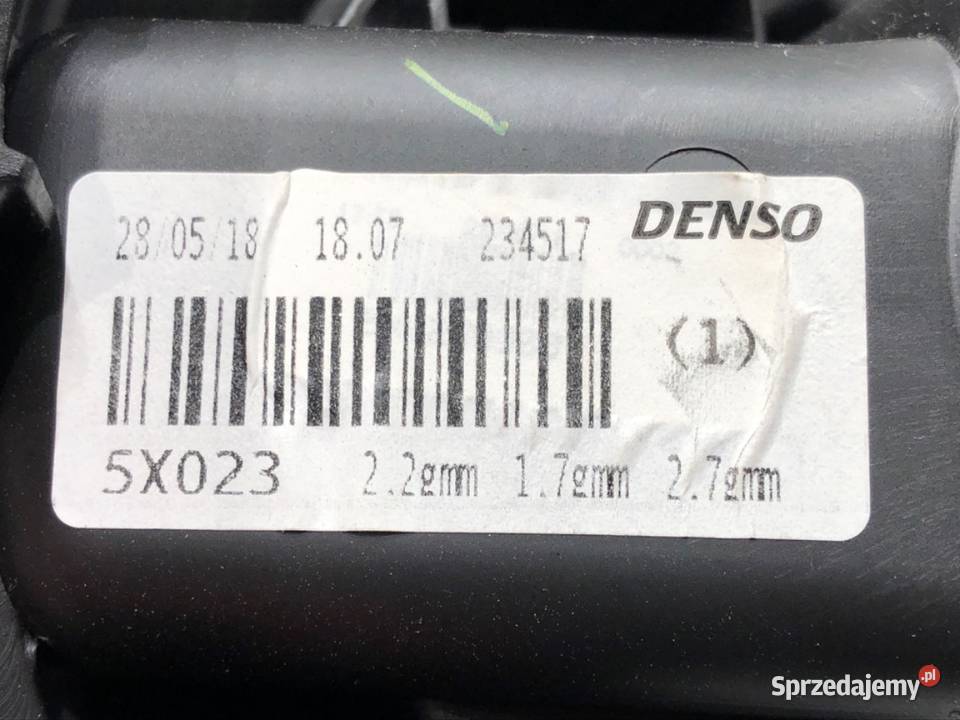 28/05/18 18.07 234517 DENSO
(1)
5X023 2.2gmm 1.7gmm 2.7gmm
Sprzedajemy.pl